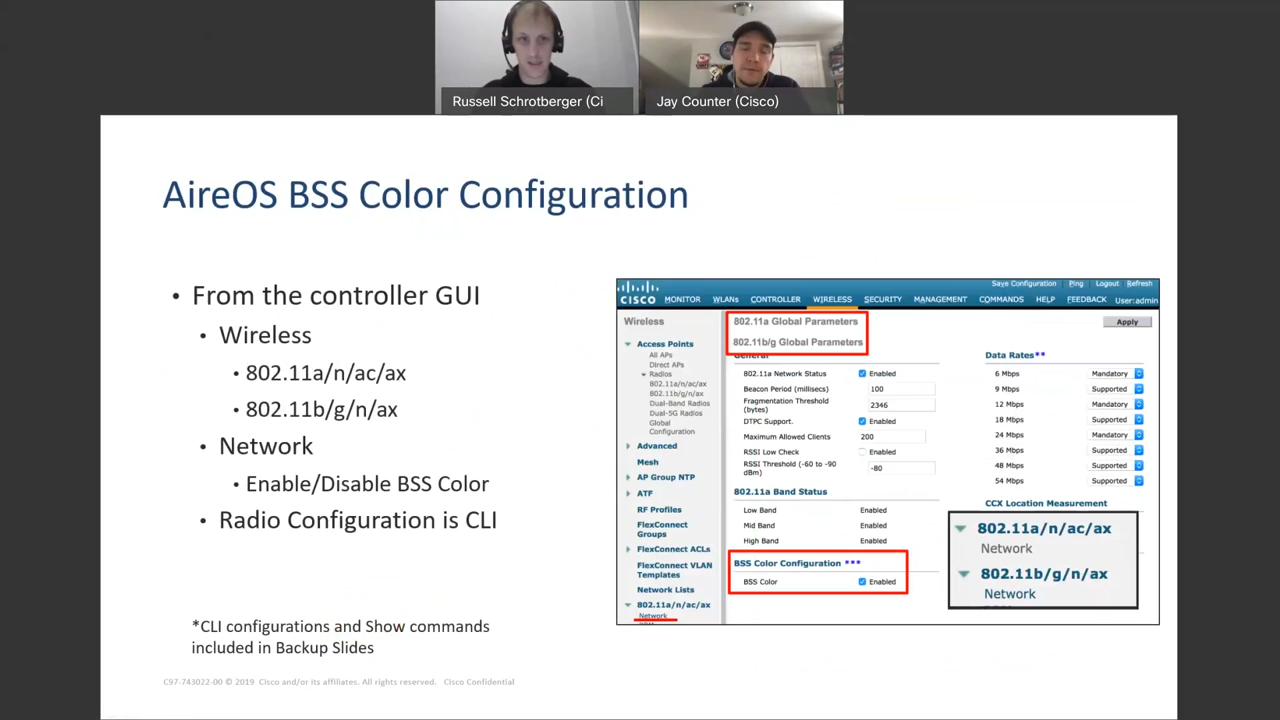 Russell Schrotberger (Ci
Jay Counter (Cisco)
AireOS BSS Color Configuration
• From the controller GUI
• Wireless
• 802.11a/n/ac/ax
• 802.11b/g/n/ax
• Network
• Enable/Disable BSS Color
• Radio Configuration is CLI
*CLI configurations and Show commands
included in Backup Slides
C97-743022-00 © 2019 Cisco and/or its affiliates. All rights reserved. Cisco Confidential
Save Configuration Ping Logout Refresh
CISCO MONITOR WLANs CONTROLLER WIRELESS SECURITY MANAGEMENT COMMANDS HELP FEEDBACK User:admin
Wireless
Access Points
All APs
Direct APs
Radios
802.11a/n/ac/ax
802.11b/g/n/ax
Dual-Band Radios
Dual-5G Radios
Global
Configuration
Advanced
Mesh
AP Group NTP
ATF
RF Profiles
FlexConnect
Groups
FlexConnect ACLs
FlexConnect VLAN
Templates
Network Lists
802.11a/n/ac/ax
Network
802.11a Global Parameters
802.11b/g Global Parameters
Apply
General
802.11a Network Status Enabled
Beacon Period (millisecs) 100
Fragmentation Threshold
(bytes) 2346
DTPC Support. Enabled
Maximum Allowed Clients 200
RSSI Low Check Enabled
RSSI Threshold (-60 to -90
dBm) -80
802.11a Band Status
Low Band Enabled
Mid Band Enabled
High Band Enabled
BSS Color Configuration ***
BSS Color Enabled
Data Rates**
6 Mbps Mandatory
9 Mbps Supported
12 Mbps Mandatory
18 Mbps Supported
24 Mbps Mandatory
36 Mbps Supported
48 Mbps Supported
54 Mbps Supported
CCX Location Measurement
802.11a/n/ac/ax
Network
802.11b/g/n/ax
Network